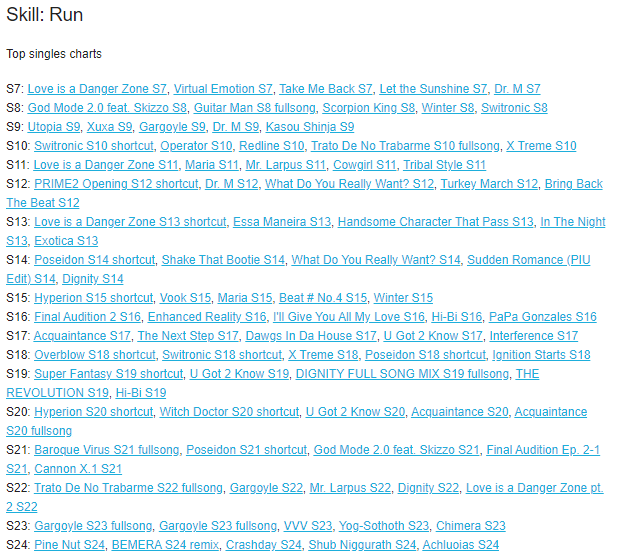 Skill: Run
Top singles charts
S7: Love is a Danger Zone S7, Virtual Emotion S7, Take Me Back S7, Let the Sunshine S7, Dr. M S7
S8: God Mode 2.0 feat. Skizzo S8, Guitar Man S8 fullsong, Scorpion King S8, Winter S8, Switronic S8
S9: Utopia S9, Xuxa S9, Gargoyle S9, Dr. M S9, Kasou Shinja S9
S10: Switronic S10 shortcut, Operator S10, Redline S10, Trato De No Trabarme S10 fullsong, X Treme S10
S11: Love is a Danger Zone S11, Maria S11, Mr. Larpus S11, Cowgirl S11, Tribal Style S11
S12: PRIME2 Opening S12 shortcut, Dr. M S12, What Do You Really Want? S12, Turkey March S12, Bring Back
The Beat S12
S13: Love is a Danger Zone S13 shortcut, Essa Maneira S13, Handsome Character That Pass S13, In The Night
S13, Exotica S13
S14: Poseidon S14 shortcut, Shake That Bootie S14, What Do You Really Want? S14, Sudden Romance (PIU
Edit) S14, Dignity S14
S15: Hyperion S15 shortcut, Vook S15, Maria S15, Beat # No.4 S15, Winter S15
S16: Final Audition 2 S16, Enhanced Reality S16, I'll Give You All My Love S16, Hi-Bi S16, PaPa Gonzales S16
S17: Acquaintance S17, The Next Step S17, Dawgs In Da House S17, U Got 2 Know S17, Interference S17
S18: Overblow S18 shortcut, Switronic S18 shortcut, X Treme S18, Poseidon S18 shortcut, Ignition Starts S18
S19: Super Fantasy S19 shortcut, U Got 2 Know S19, DIGNITY FULL SONG MIX S19 fullsong, THE
REVOLUTION S19, Hi-Bi S19
S20: Hyperion S20 shortcut, Witch Doctor S20 shortcut, U Got 2 Know S20, Acquaintance S20, Acquaintance
S20 fullsong
S21: Baroque Virus S21 fullsong, Poseidon S21 shortcut, God Mode 2.0 feat. Skizzo S21, Final Audition Ep. 2-1
S21, Cannon X.1 S21
S22: Trato De No Trabarme S22 fullsong, Gargoyle S22, Mr. Larpus S22, Dignity S22, Love is a Danger Zone pt.
2 S22
S23: Gargoyle S23 fullsong, Gargoyle S23 fullsong, VVV S23, Yog-Sothoth S23, Chimera S23
S24: Pine Nut S24, BEMERA S24 remix, Crashday S24, Shub Niggurath S24, Achluoias S24